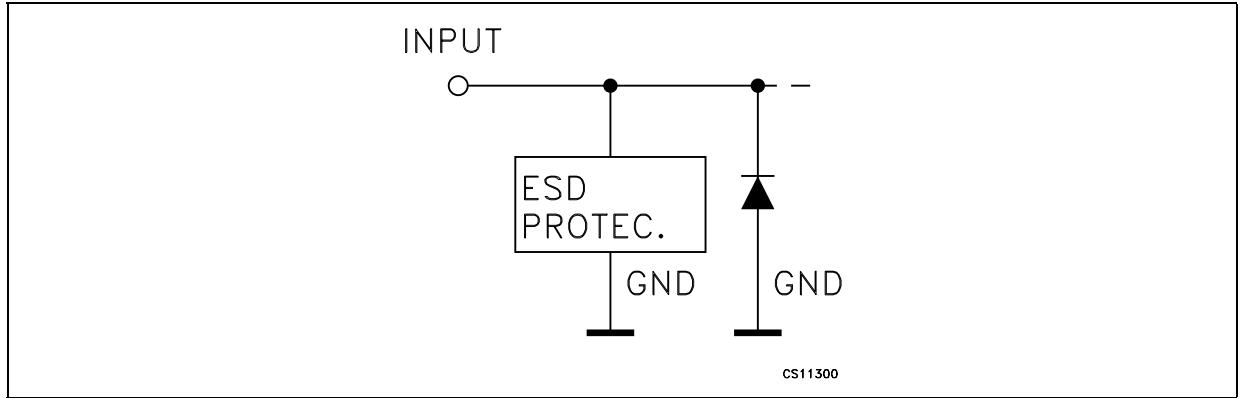 INPUT
ESD
PROTEC.
GND
GND
CS11300